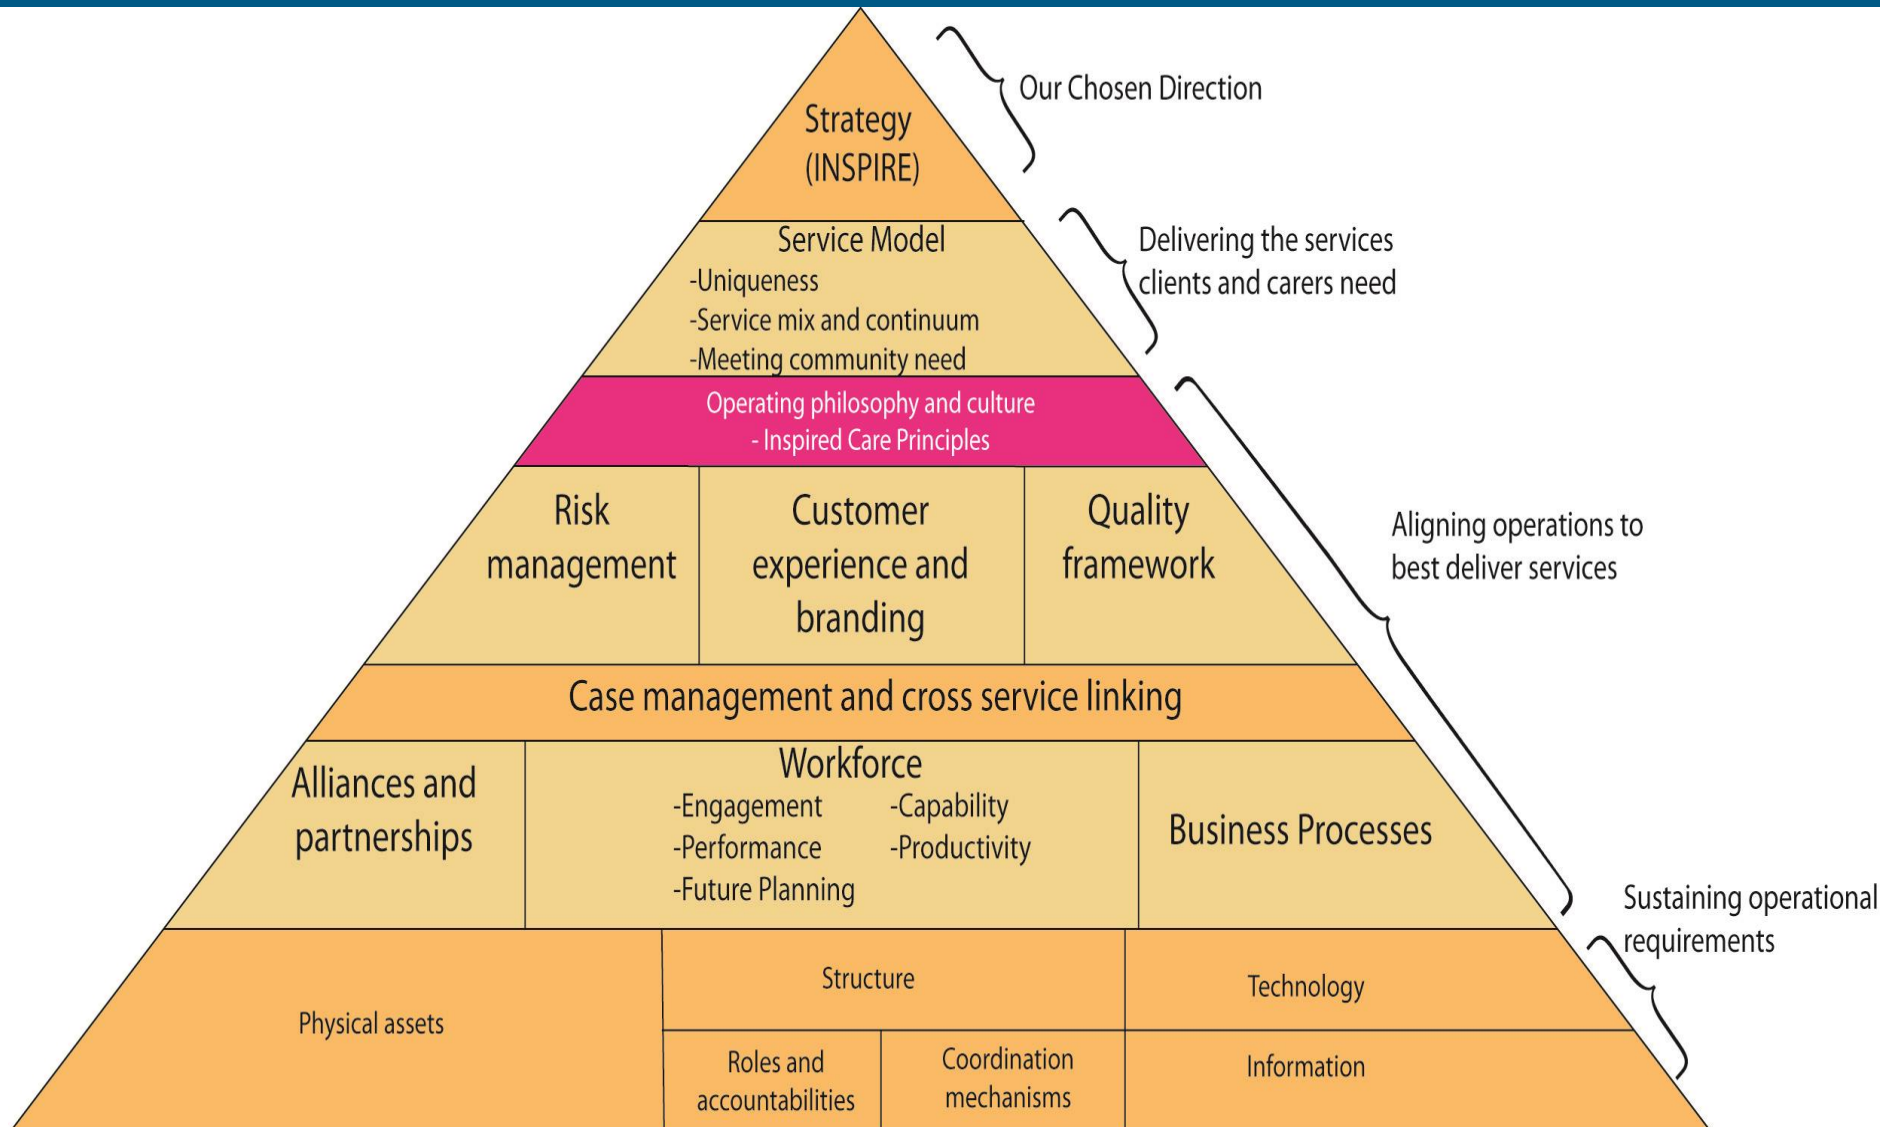 Our Chosen Direction
Strategy
(INSPIRE)
Service Model
-Uniqueness
-Service mix and continuum
-Meeting community need
Delivering the services
clients and carers need
Operating philosophy and culture
- Inspired Care Principles
Risk
management
Customer
experience and
branding
Quality
framework
Aligning operations to
best deliver services
Case management and cross service linking
Alliances and
partnerships
Workforce
-Engagement
-Performance
-Future Planning
-Capability
-Productivity
Business Processes
Sustaining operational
requirements
Physical assets
Structure
Technology
Roles and
accountabilities
Coordination
mechanisms
Information